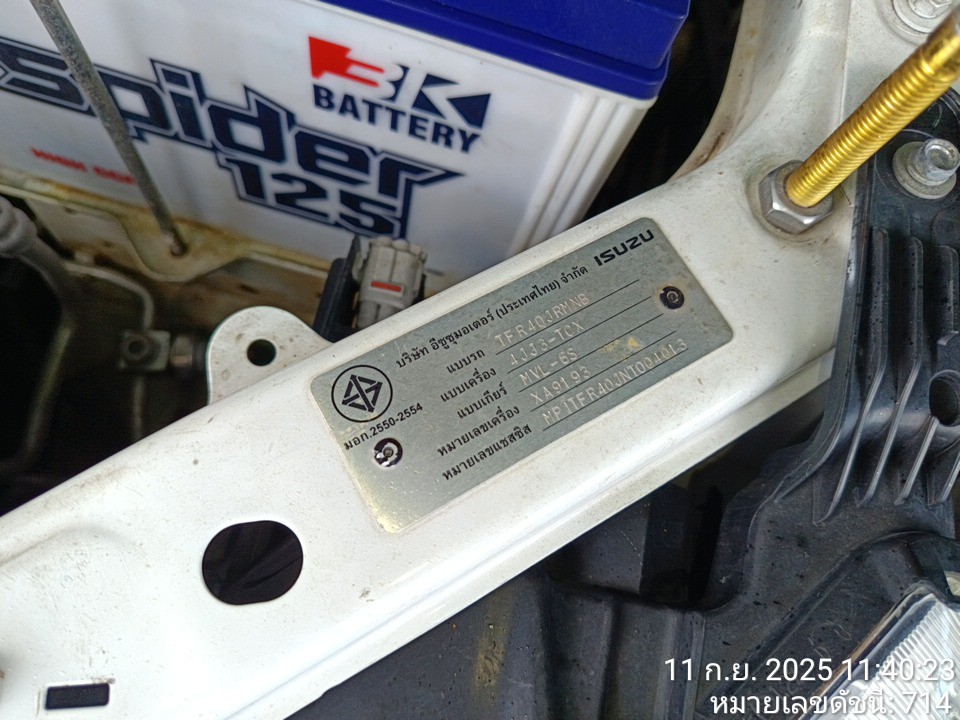 3K
BATTERY
spider
125
ISUZU
บริษัท อีซูซุมอเตอร์ (ประเทศไทย) จำกัด
แบบรถ TFR40JRMNB
แบบเครื่อง 4JJ3-TCX
แบบเกียร์ MVL-6S
หมายเลขเครื่อง XA9193
หมายเลขแชสซิส MP1TFR40JNT004013
มอก.2550-2554
11 ก.ย. 2025 11:40:23
หมายเลขดัชนี: 714